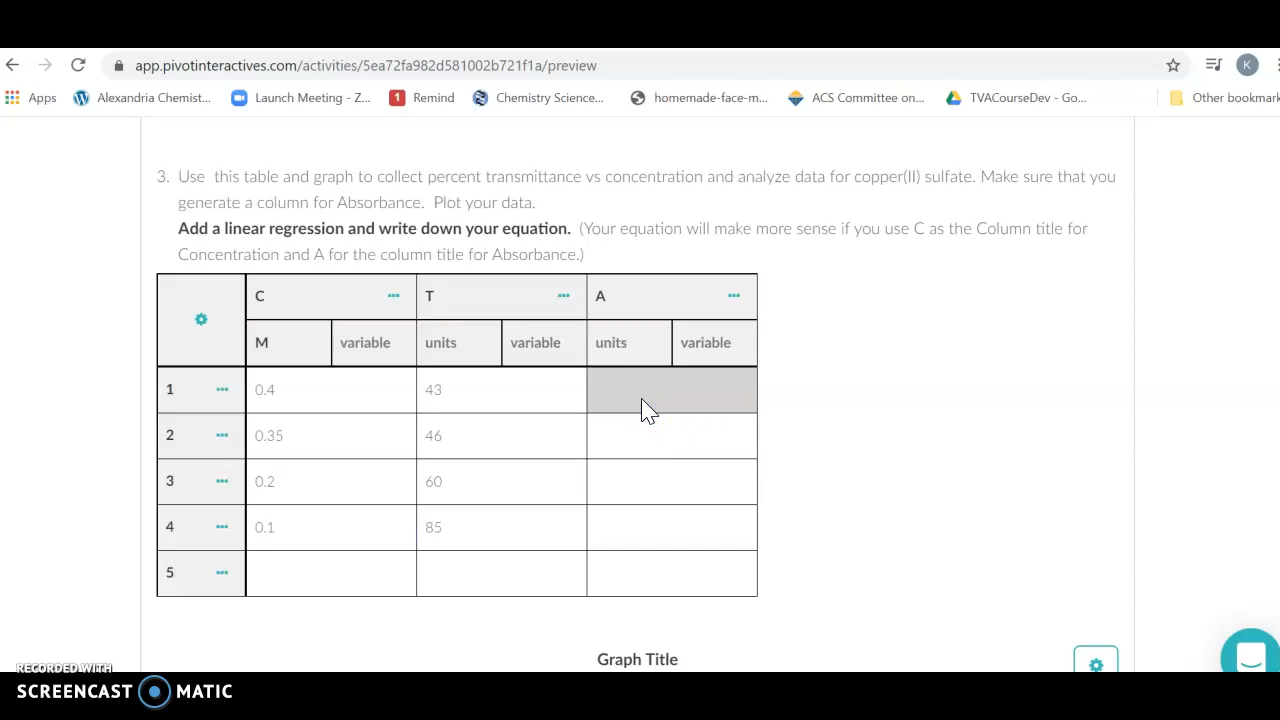 app.pivotinteractives.com/activities/5ea72fa982d581002b721f1a/preview
K
Apps Alexandria Chemist... Launch Meeting - Z... 1 Remind Chemistry Science... homemade-face-m... ACS Committee on... TVACourseDev - Go... Other bookmark
3. Use this table and graph to collect percent transmittance vs concentration and analyze data for copper(II) sulfate. Make sure that you
generate a column for Absorbance. Plot your data.
Add a linear regression and write down your equation. (Your equation will make more sense if you use C as the Column title for
Concentration and A for the column title for Absorbance.)
C T A
M variable units variable units variable
1 0.4 43
2 0.35 46
3 0.2 60
4 0.1 85
5
Graph Title
RECORDED WITH
SCREENCAST MATIC